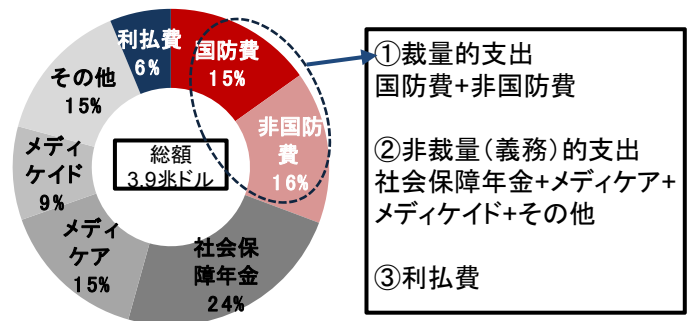 利払費
6%
国防費
15%
非国防
費
16%
社会保
障年金
24%
メディ
ケア
15%
メディ
ケイド
9%
その他
15%
総額
3.9兆ドル
①裁量的支出
国防費+非国防費
②非裁量(義務)的支出
社会保障年金+メディケア+
メディケイド+その他
③利払費